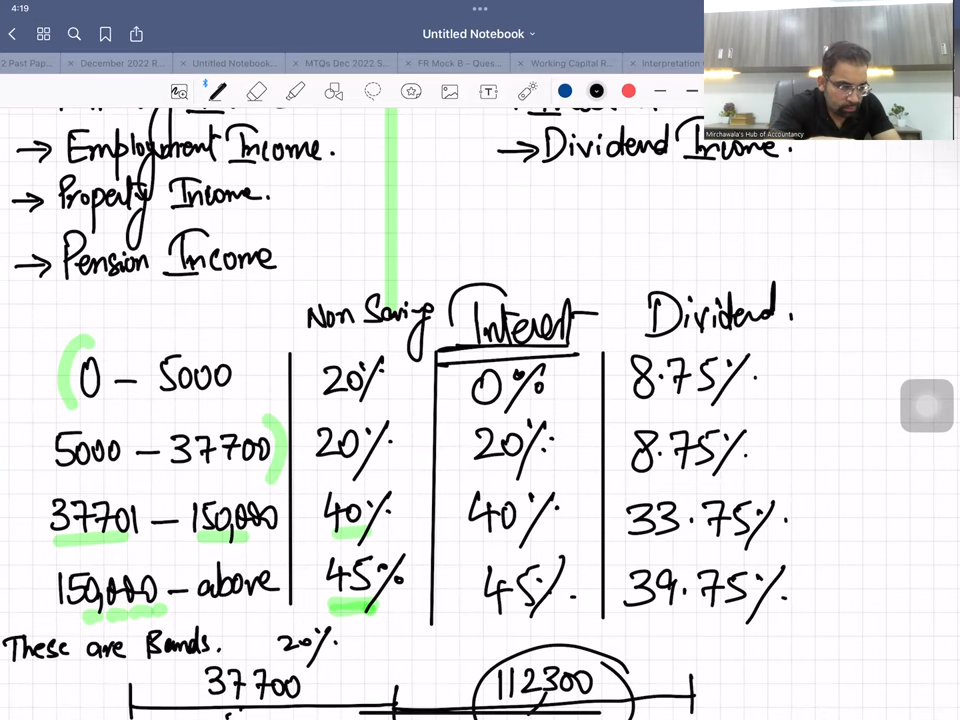 4:19
Untitled Notebook
2 Past Pap...
December 2022 R...
Untitled Notebook...
MTQs Dec 2022 S...
FR Mock B - Ques...
Working Capital R...
Interpretation
Mirchawala's Hub of Accountancy
→ Employment Income.
→ Dividend Income.
→ Property Income.
→ Pension Income
Non Saving Interest Dividend.
0 - 5000 20% 0% 8.75%
5000 - 37700 20% 20% 8.75%
37701 - 150,000 40% 40% 33.75%
150,000 - above 45% 45% 39.75%
These are Bands. 20%
37700 112300